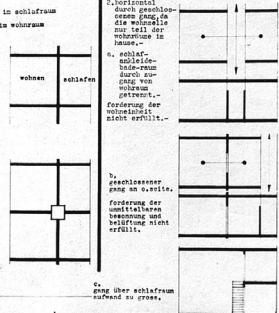 im schlafraum
im wohnraum
wohnen
schlafen
2.horizontal
durch geschlos-
senem gang,da
die wohnzelle
nur teil der
wohnräume im
hause.-
a. schlaf-
ankleide-
bade-raum
durch zu-
gang von
wohraum
getrennt.-
forderung der
wohneinheit
nicht erfüllt.-
b.
geschlossener
gang an o.seite.
forderung der
unmittelbaren
besonnung und
belüftung nicht
erfüllt.
c.
gang über schlafraum
aufwand zu gross.